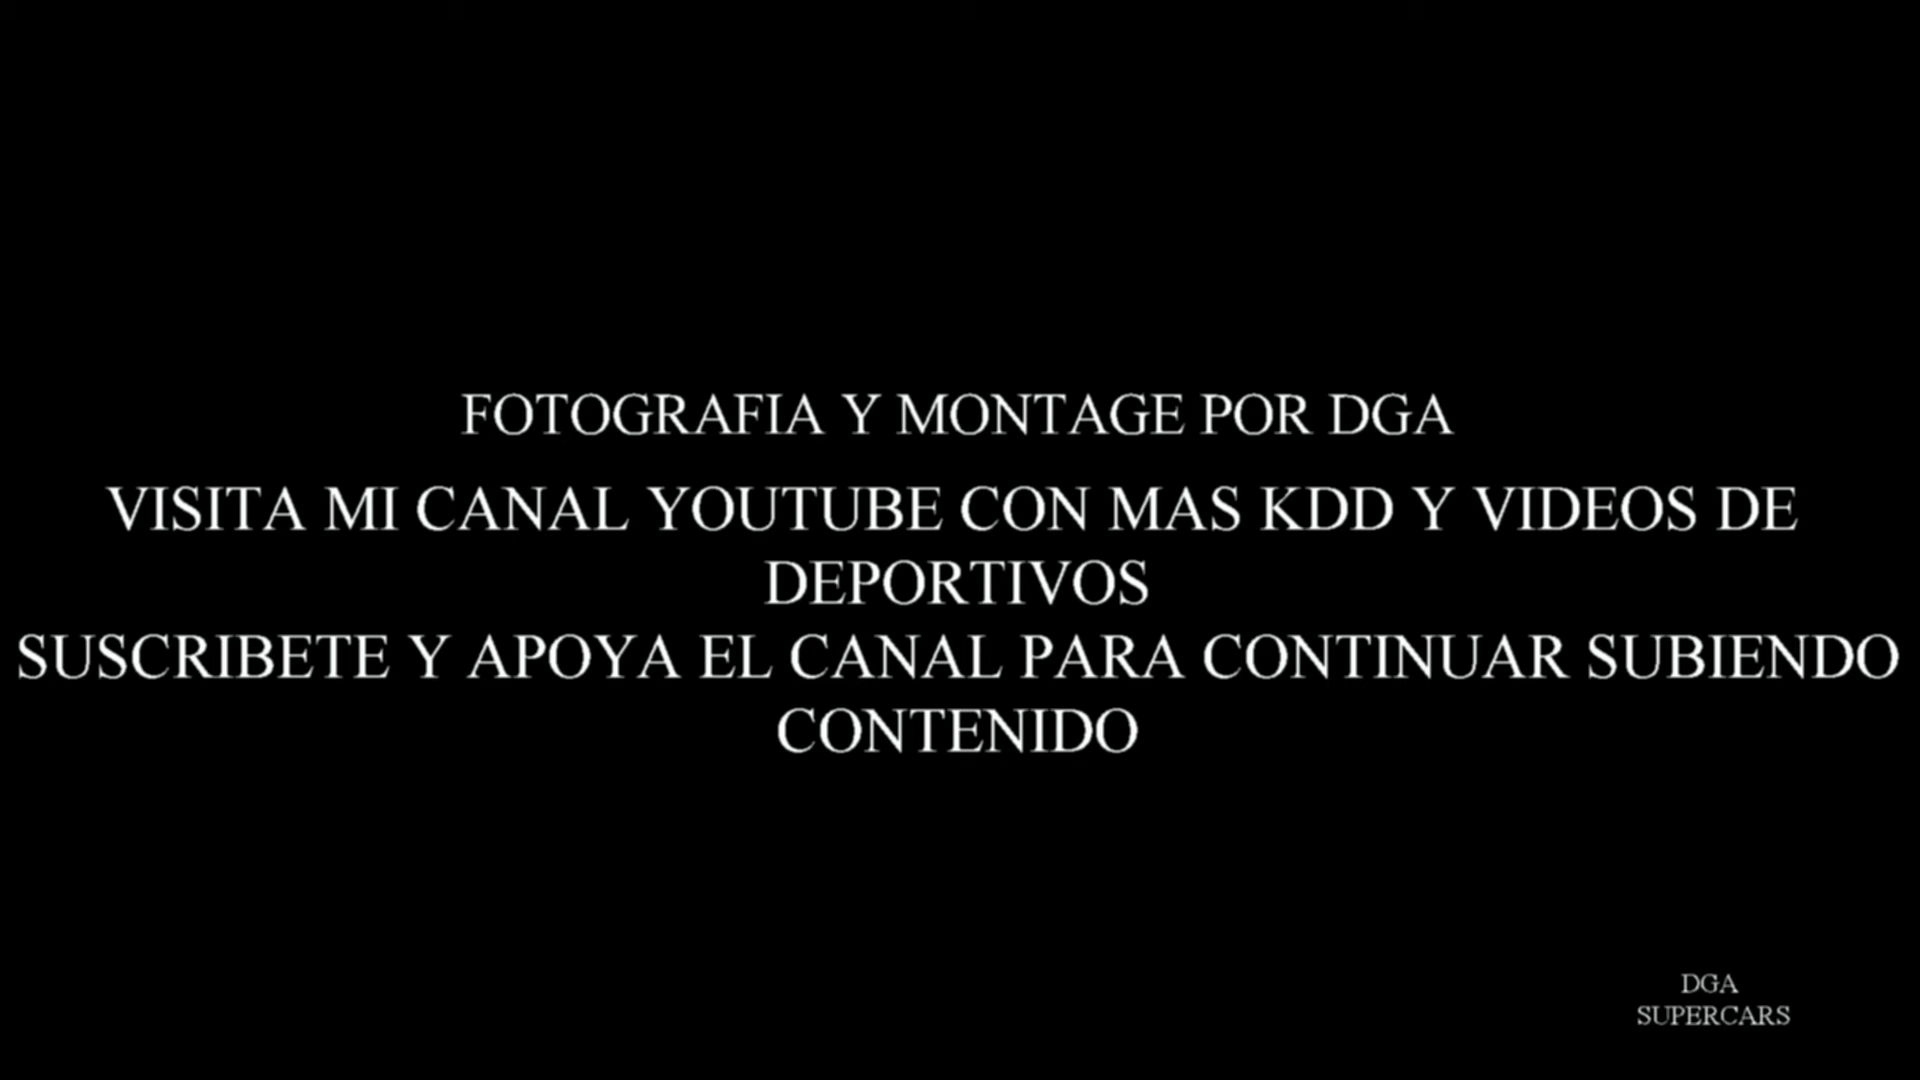 FOTOGRAFIA Y MONTAGE POR DGA
VISITA MI CANAL YOUTUBE CON MAS KDD Y VIDEOS DE
DEPORTIVOS
SUSCRIBETE Y APOYA EL CANAL PARA CONTINUAR SUBIENDO
CONTENIDO
DGA
SUPERCARS